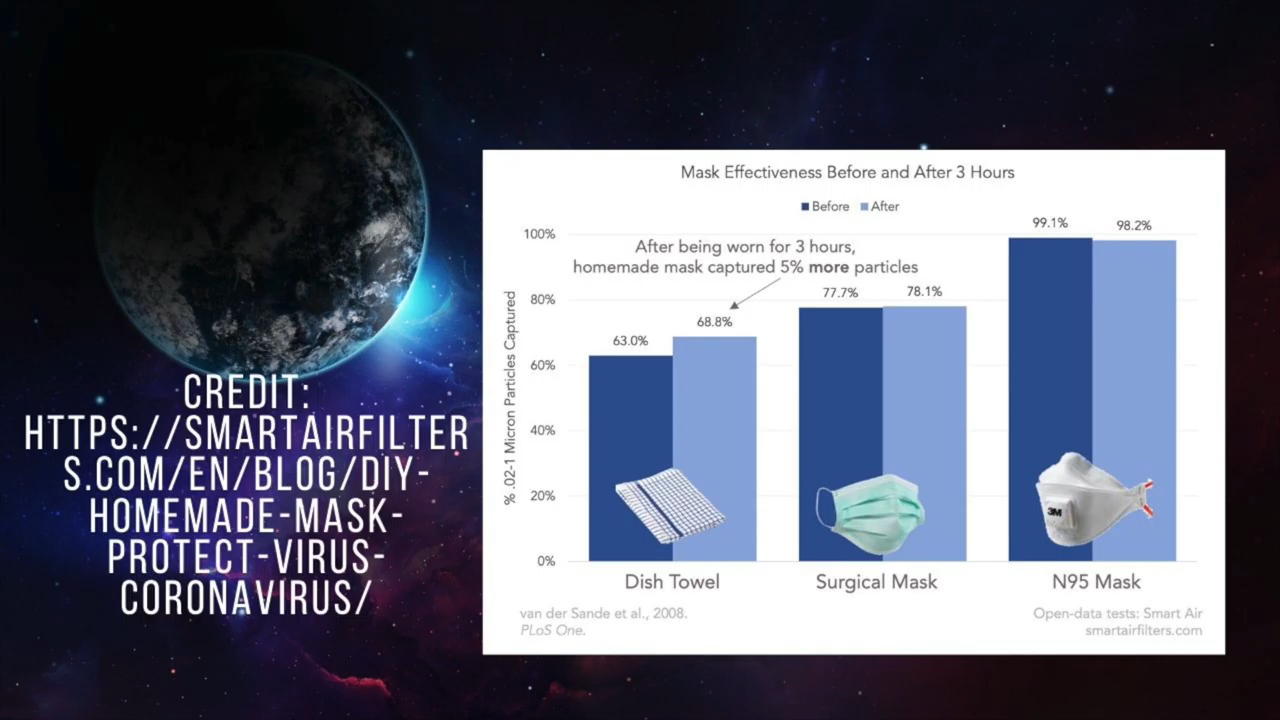 CREDIT:
HTTPS://SMARTAIRFILTER
S.COM/EN/BLOG/DIY-
HOMEMADE-MASK-
PROTECT-VIRUS-
CORONAVIRUS/
Mask Effectiveness Before and After 3 Hours
Before After
After being worn for 3 hours,
homemade mask captured 5% more particles
% .02-1 Micron Particles Captured
100%
80%
60%
40%
20%
0%
63.0%
68.8%
77.7%
78.1%
99.1%
98.2%
3M
Dish Towel
Surgical Mask
N95 Mask
van der Sande et al., 2008.
PLoS One.
Open-data tests: Smart Air
smartairfilters.com